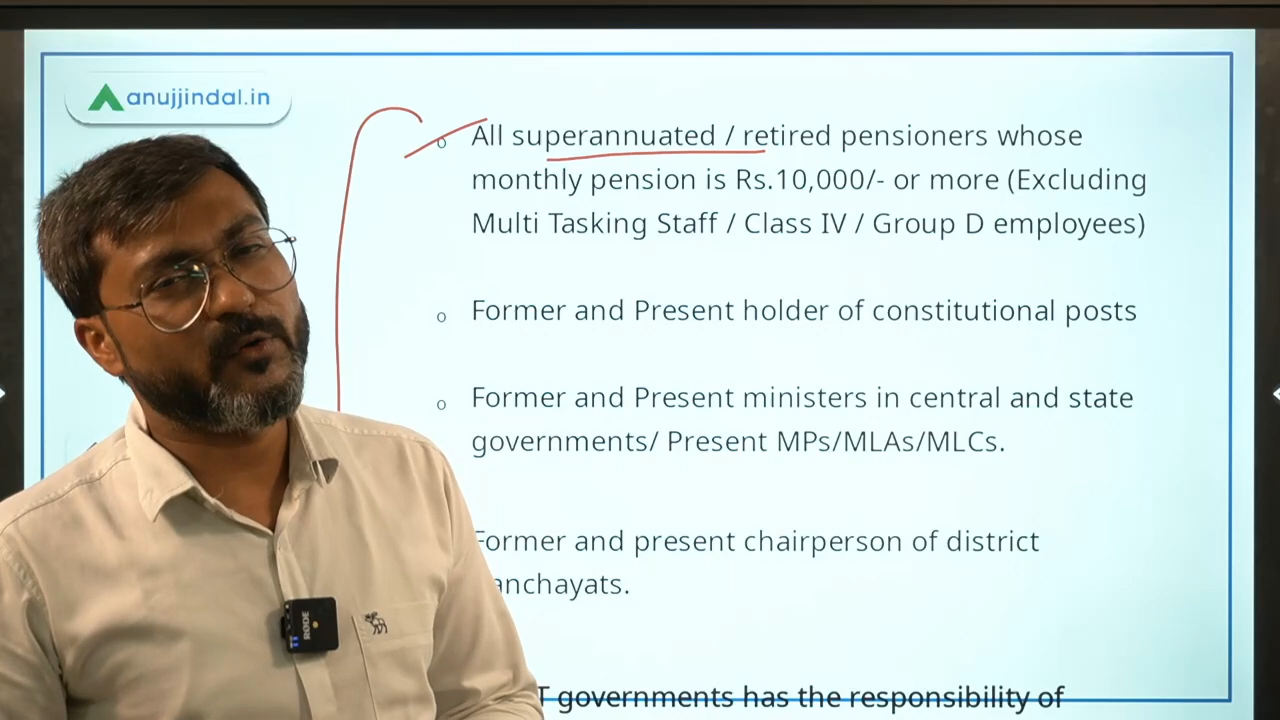 anujjindal.in
All superannuated / retired pensioners whose
monthly pension is Rs.10,000/- or more (Excluding
Multi Tasking Staff / Class IV / Group D employees)
Former and Present holder of constitutional posts
Former and Present ministers in central and state
governments/ Present MPs/MLAs/MLCs.
Former and present chairperson of district
anchayats.
T governments has the responsibility of
RODE